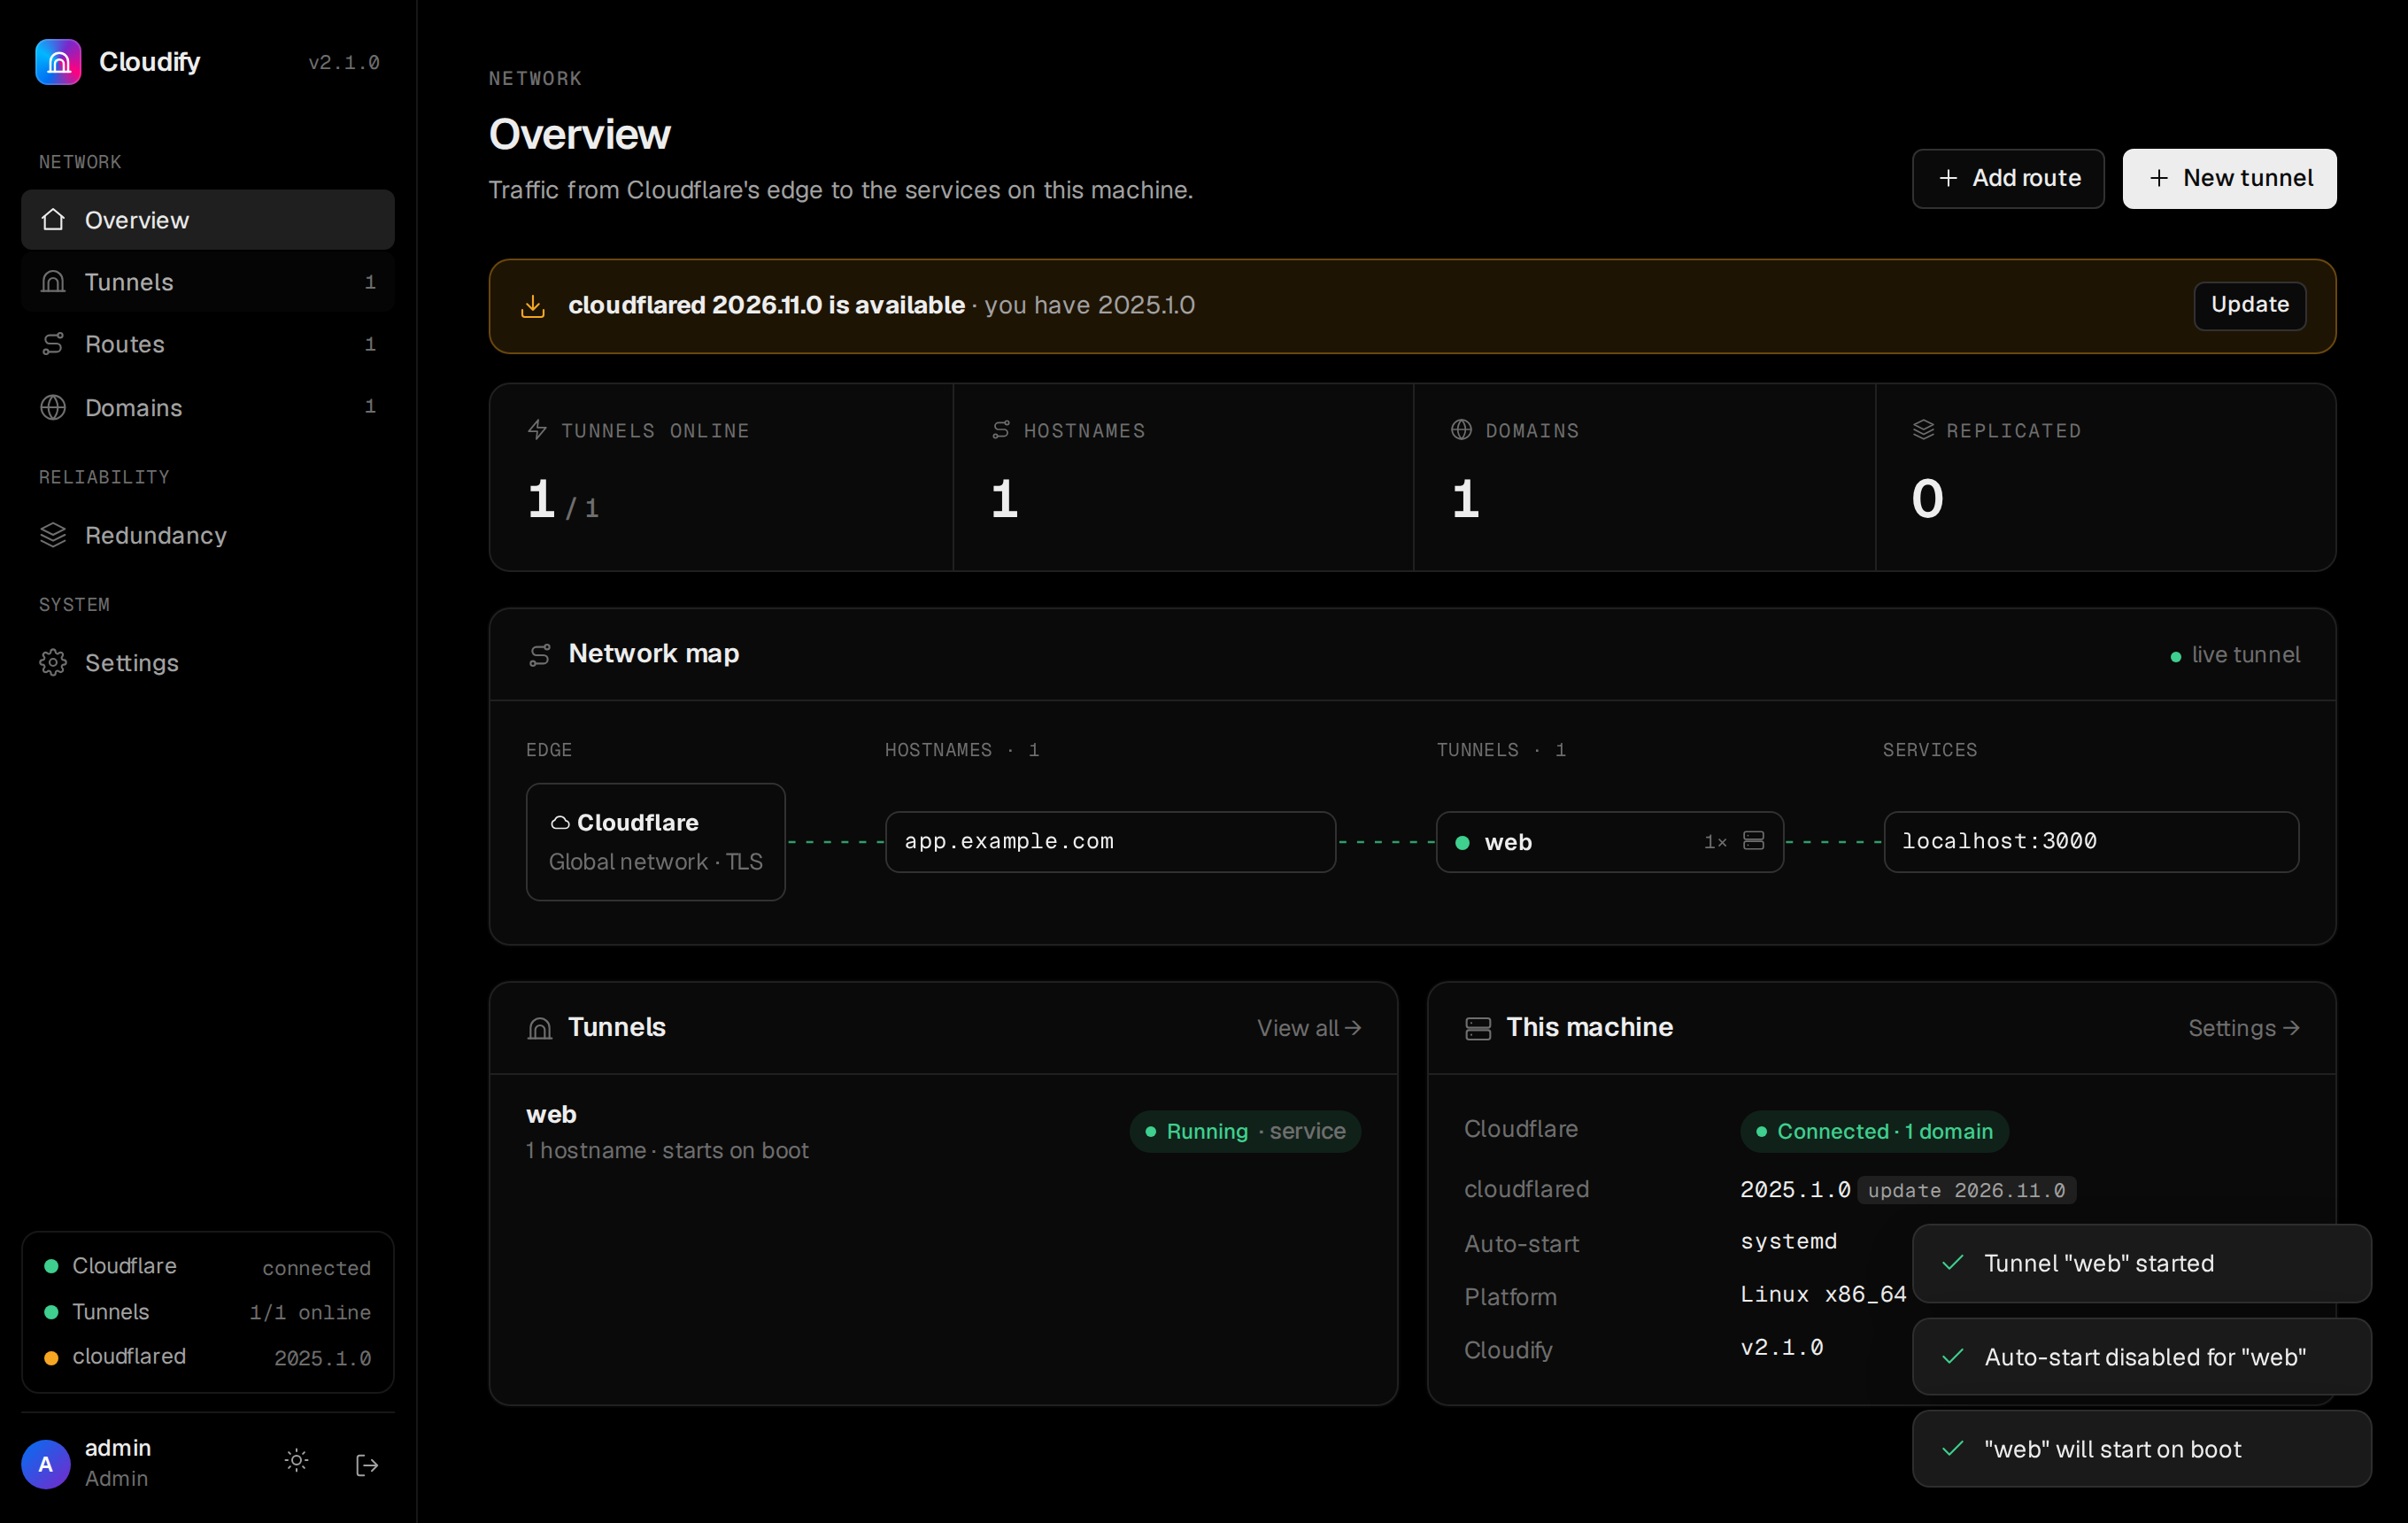 Cloudify v2.1.0
NETWORK
Overview
Tunnels 1
Routes 1
Domains 1
RELIABILITY
Redundancy
SYSTEM
Settings
Cloudflare connected
Tunnels 1/1 online
cloudflared 2025.1.0
A
admin
Admin
NETWORK
Overview
Traffic from Cloudflare's edge to the services on this machine.
Add route
New tunnel
cloudflared 2026.11.0 is available · you have 2025.1.0
Update
TUNNELS ONLINE
1 / 1
HOSTNAMES
1
DOMAINS
1
REPLICATED
0
Network map
live tunnel
EDGE
HOSTNAMES · 1
TUNNELS · 1
SERVICES
Cloudflare
Global network · TLS
app.example.com
web 1×
localhost:3000
Tunnels
View all →
web
1 hostname · starts on boot
Running · service
This machine
Settings →
Cloudflare Connected · 1 domain
cloudflared 2025.1.0 update 2026.11.0
Auto-start systemd
Platform Linux x86_64
Cloudify v2.1.0
Tunnel "web" started
Auto-start disabled for "web"
"web" will start on boot